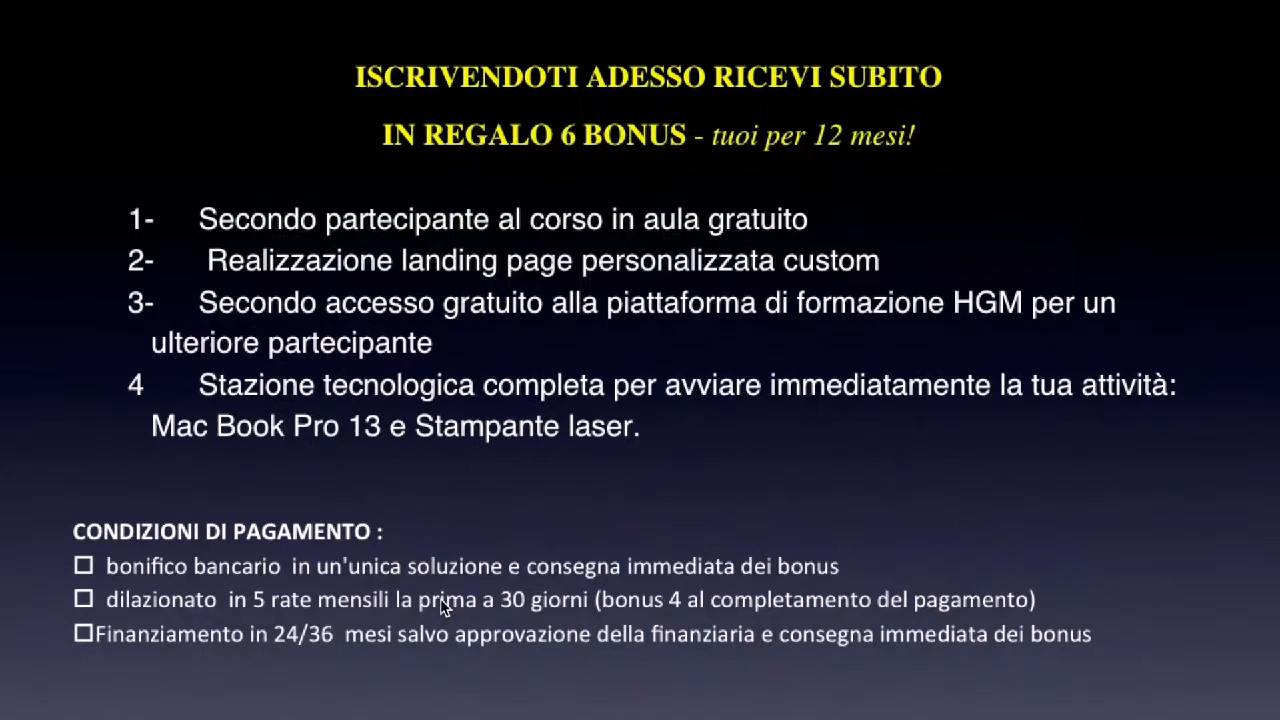 ISCRIVENDOTI ADESSO RICEVI SUBITO
IN REGALO 6 BONUS - tuoi per 12 mesi!
1- Secondo partecipante al corso in aula gratuito
2- Realizzazione landing page personalizzata custom
3- Secondo accesso gratuito alla piattaforma di formazione HGM per un
ulteriore partecipante
4 Stazione tecnologica completa per avviare immediatamente la tua attività:
Mac Book Pro 13 e Stampante laser.
CONDIZIONI DI PAGAMENTO :
☐ bonifico bancario in un'unica soluzione e consegna immediata dei bonus
☐ dilazionato in 5 rate mensili la prima a 30 giorni (bonus 4 al completamento del pagamento)
☐Finanziamento in 24/36 mesi salvo approvazione della finanziaria e consegna immediata dei bonus